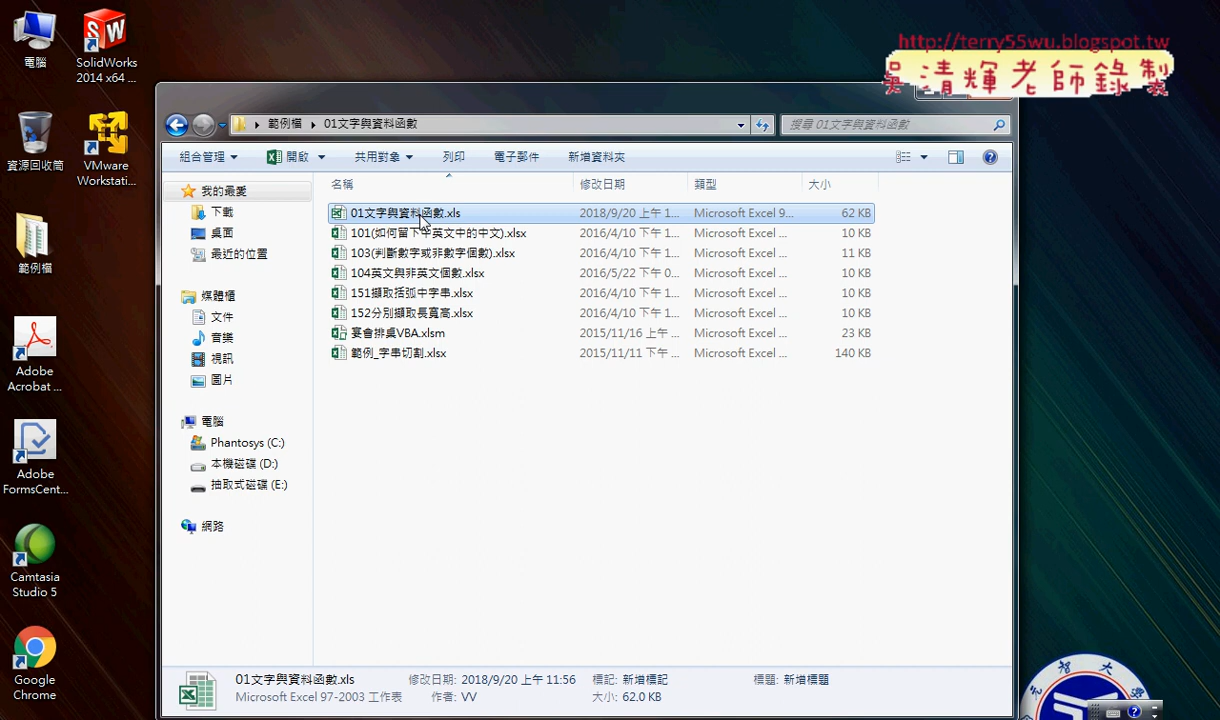 http://terry55wu.blogspot.tw
吳清輝老師錄製
電腦
SolidWorks
2014 x64 ...
資源回收筒
VMware
Workstati...
範例檔
Adobe
Acrobat ...
Adobe
FormsCent...
Camtasia
Studio 5
Google
Chrome
範例檔 01文字與資料函數
搜尋 01文字與資料函數
組合管理 開啟 共用對象 列印 電子郵件 新增資料夾
名稱 修改日期 類型 大小
我的最愛
下載
桌面
最近的位置
媒體櫃
文件
音樂
視訊
圖片
電腦
Phantosys (C:)
本機磁碟 (D:)
抽取式磁碟 (E:)
網路
01文字與資料函數.xls 2018/9/20 上午 1... Microsoft Excel 9... 62 KB
101(如何留下中英文中的中文).xlsx 2016/4/10 下午 1... Microsoft Excel ... 10 KB
103(判斷數字或非數字個數).xlsx 2016/4/10 下午 1... Microsoft Excel ... 11 KB
104英文與非英文個數.xlsx 2016/5/22 下午 0... Microsoft Excel ... 10 KB
151擷取括弧中字串.xlsx 2016/4/10 下午 1... Microsoft Excel ... 10 KB
152分別擷取長寬高.xlsx 2016/4/10 下午 1... Microsoft Excel ... 10 KB
宴會排桌VBA.xlsm 2015/11/16 上午 ... Microsoft Excel ... 23 KB
範例_字串切割.xlsx 2015/11/11 下午 ... Microsoft Excel ... 140 KB
01文字與資料函數.xls 修改日期: 2018/9/20 上午 11:56 標記: 新增標記 標題: 新增標題
Microsoft Excel 97-2003 工作表 作者: VV 大小: 62.0 KB
智大